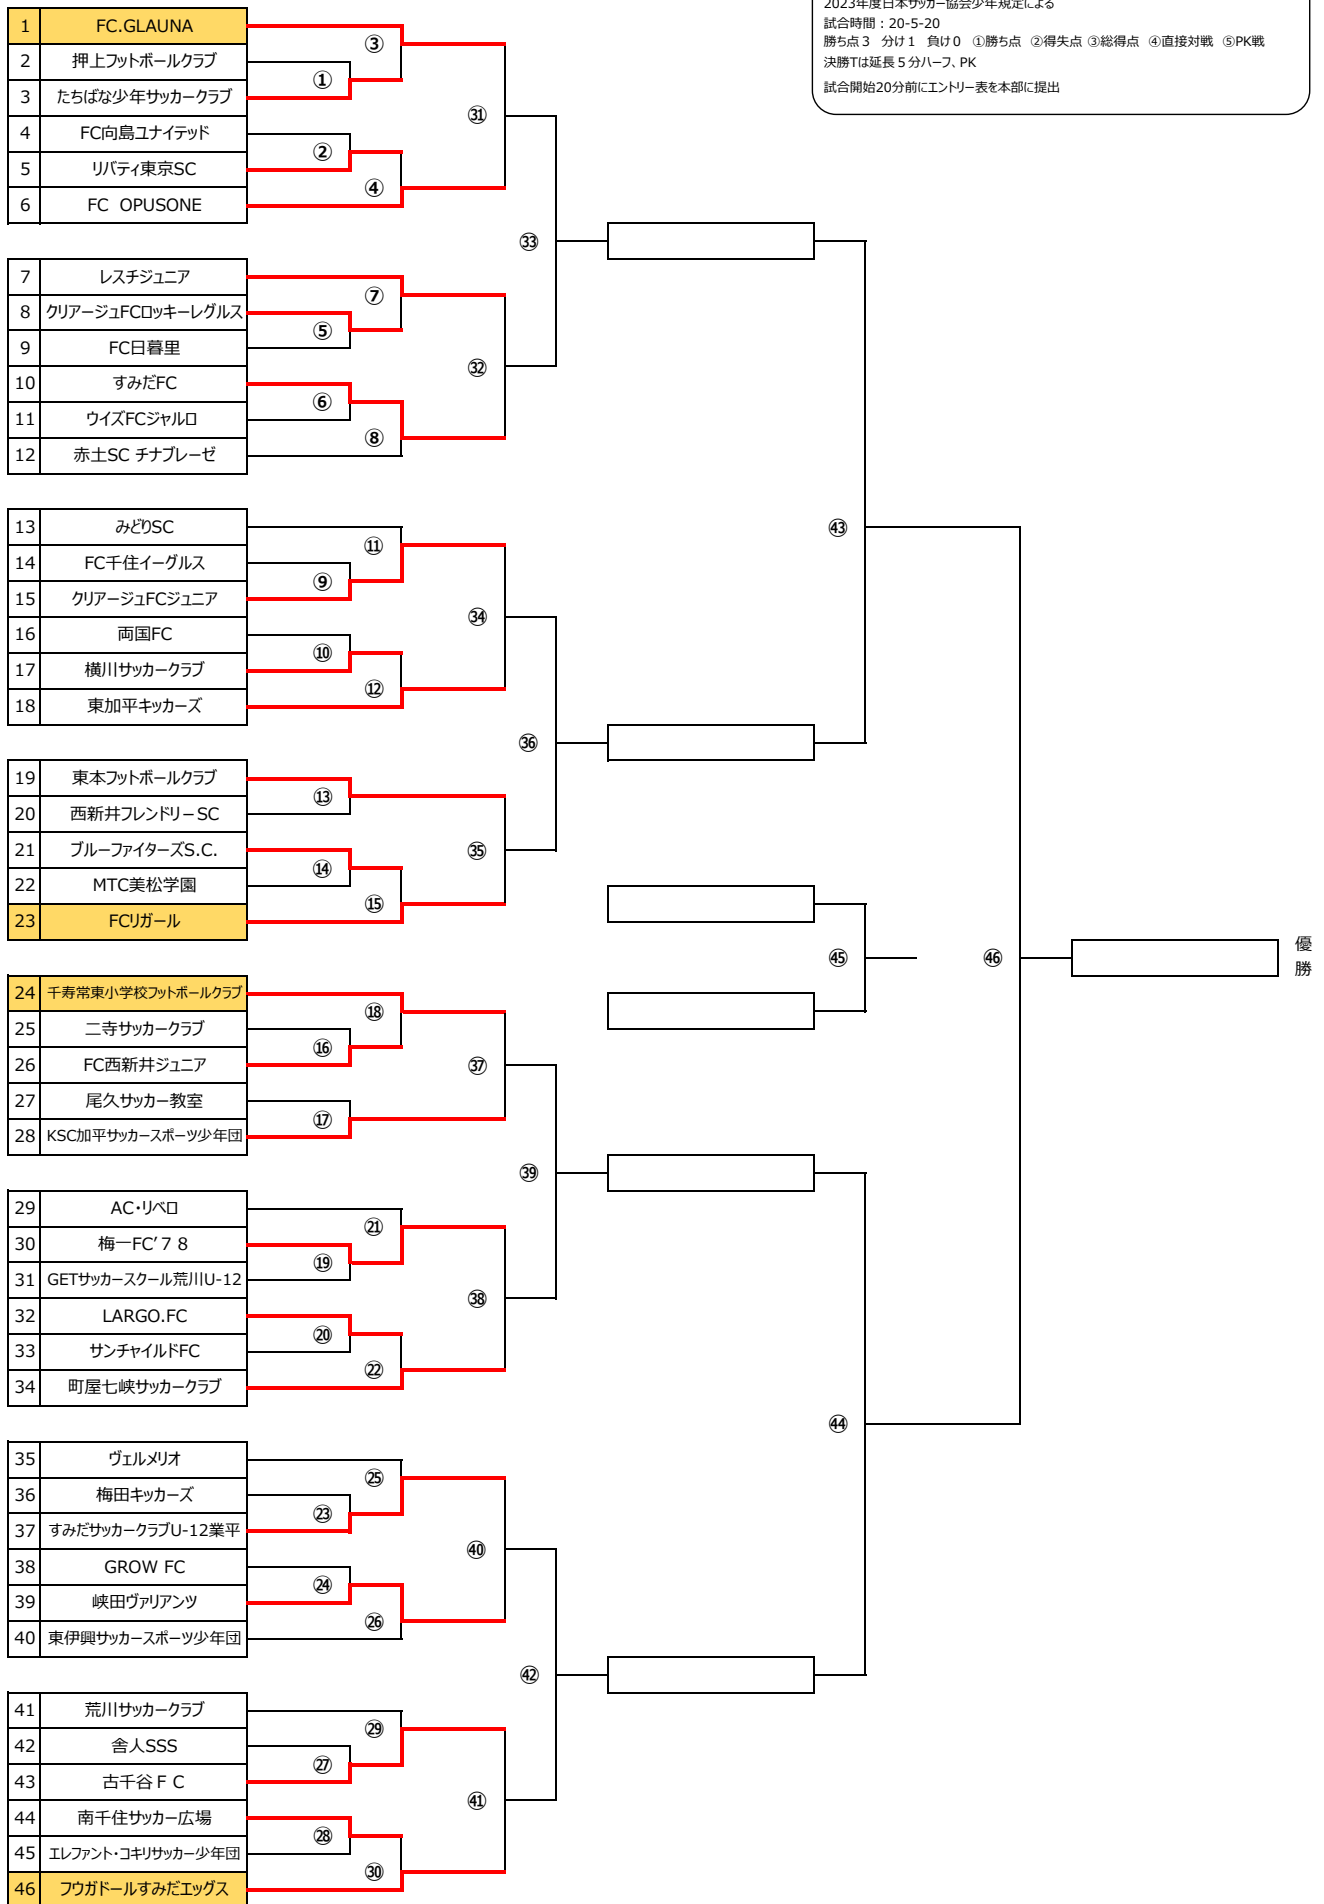 2023年度日本サッカー協会少年規定による
試合時間：20-5-20
勝ち点３ 分け１ 負け０ ①勝ち点 ②得失点 ③総得点 ④直接対戦 ⑤PK戦
決勝Tは延長５分ハーフ、PK
試合開始20分前にエントリー表を本部に提出
1 FC.GLAUNA
2 押上フットボールクラブ
3 たちばな少年サッカークラブ
4 FC向島ユナイテッド
5 リバティ東京SC
6 FC OPUSONE
③
①
②
④
㉛
㉝
7 レスチジュニア
8 クリアージュFCロッキーレグルス
9 FC日暮里
10 すみだFC
11 ウイズFCジャルロ
12 赤土SC チナブレーゼ
⑦
⑤
⑥
⑧
㉜
13 みどりSC
14 FC千住イーグルス
15 クリアージュFCジュニア
16 両国FC
17 横川サッカークラブ
18 東加平キッカーズ
⑪
⑨
⑩
⑫
㉞
㊱
㊸
19 東本フットボールクラブ
20 西新井フレンドリーSC
21 ブルーファイターズS.C.
22 MTC美松学園
23 FCリガール
⑬
⑭
⑮
㉟
㊺
㊻
優
勝
24 千寿常東小学校フットボールクラブ
25 二寺サッカークラブ
26 FC西新井ジュニア
27 尾久サッカー教室
28 KSC加平サッカースポーツ少年団
⑱
⑯
⑰
㊲
㊴
29 AC・リベロ
30 梅一FC’７８
31 GETサッカースクール荒川U-12
32 LARGO.FC
33 サンチャイルドFC
34 町屋七峡サッカークラブ
㉑
⑲
⑳
㉒
㊳
㊹
35 ヴェルメリオ
36 梅田キッカーズ
37 すみだサッカークラブU-12業平
38 GROW FC
39 峡田ヴァリアンツ
40 東伊興サッカースポーツ少年団
㉕
㉓
㉔
㉖
㊵
㊷
41 荒川サッカークラブ
42 舎人SSS
43 古千谷ＦＣ
44 南千住サッカー広場
45 エレファント・コキリサッカー少年団
46 フウガドールすみだエッグス
㉙
㉗
㉘
㉚
㊶